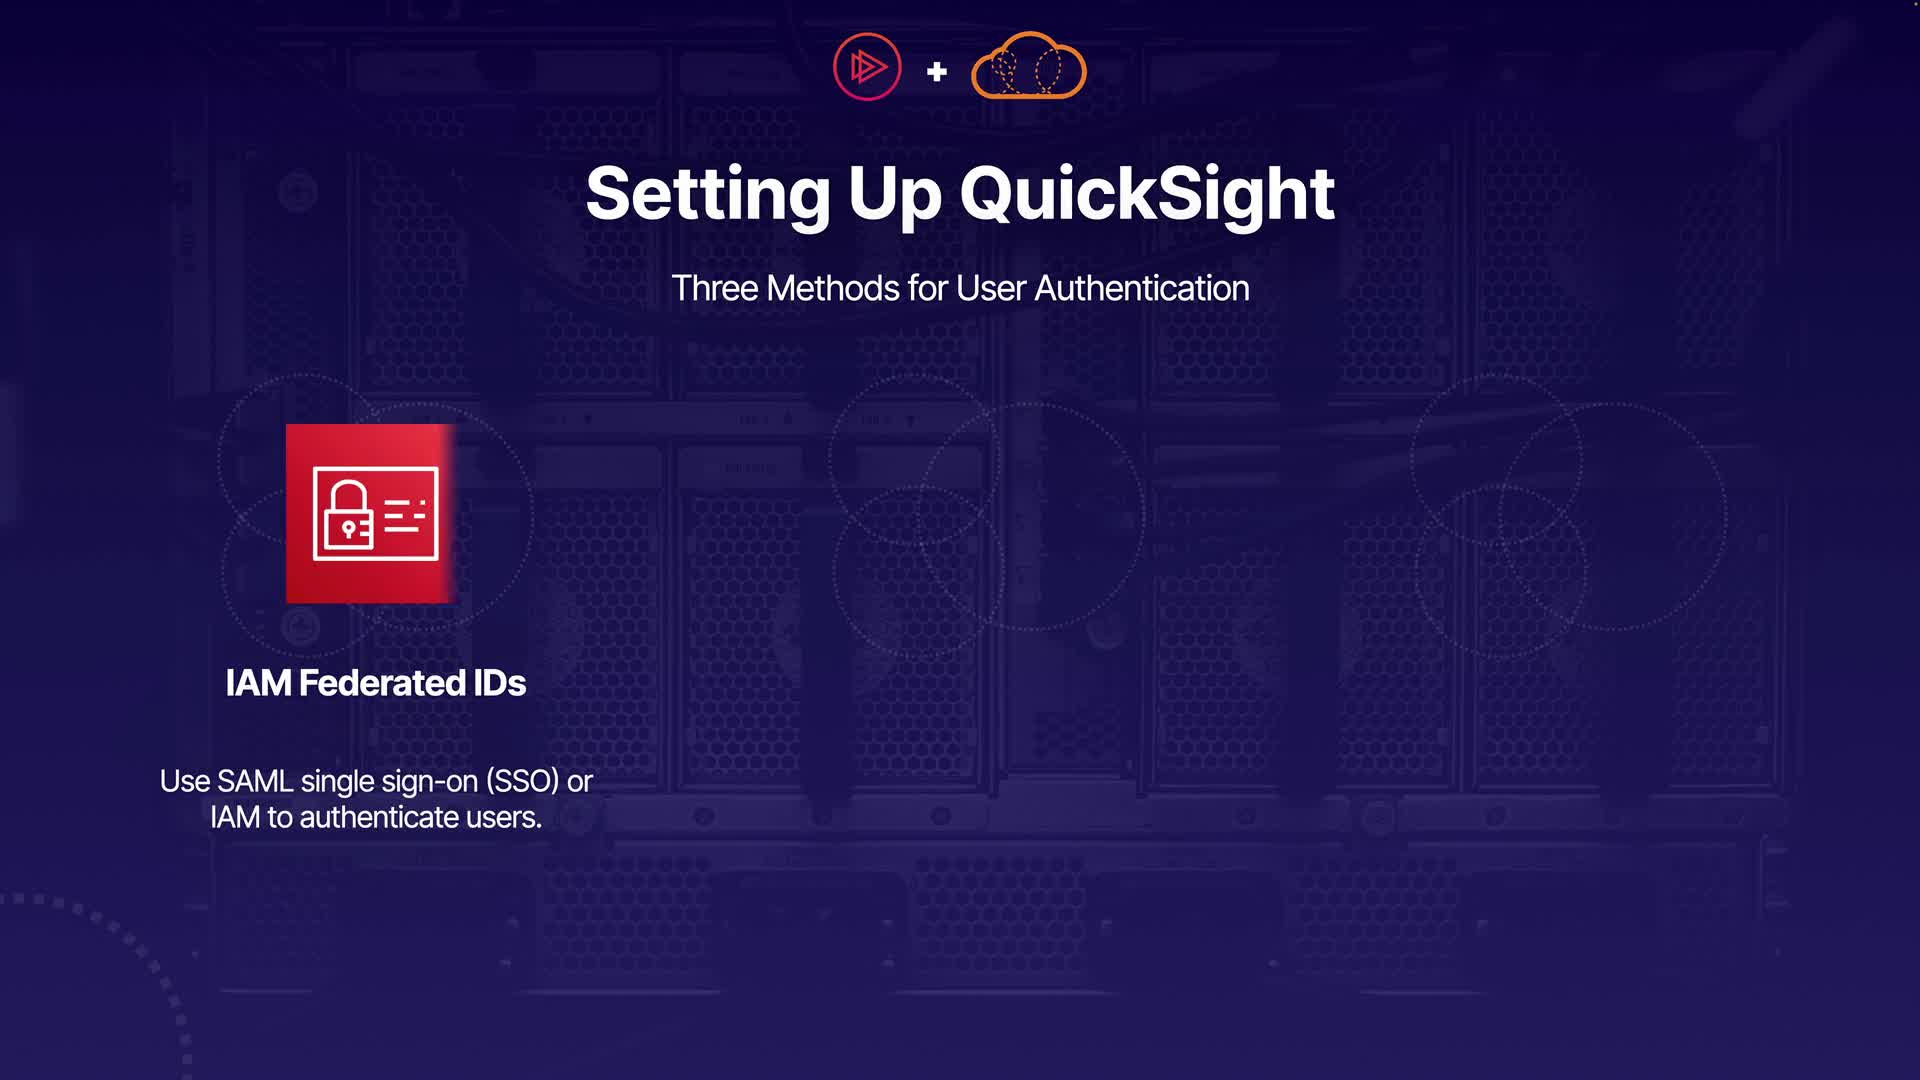 Setting Up QuickSight
Three Methods for User Authentication
IAM Federated IDs
Use SAML single sign-on (SSO) or
IAM to authenticate users.